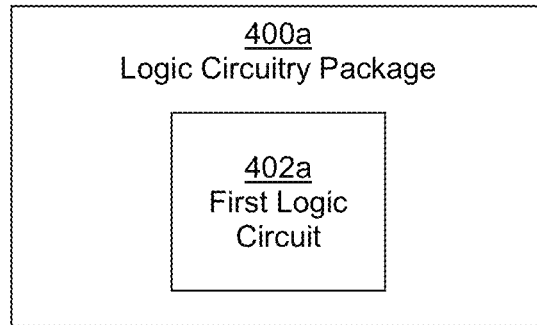 400a
Logic Circuitry Package
402a
First Logic
Circuit